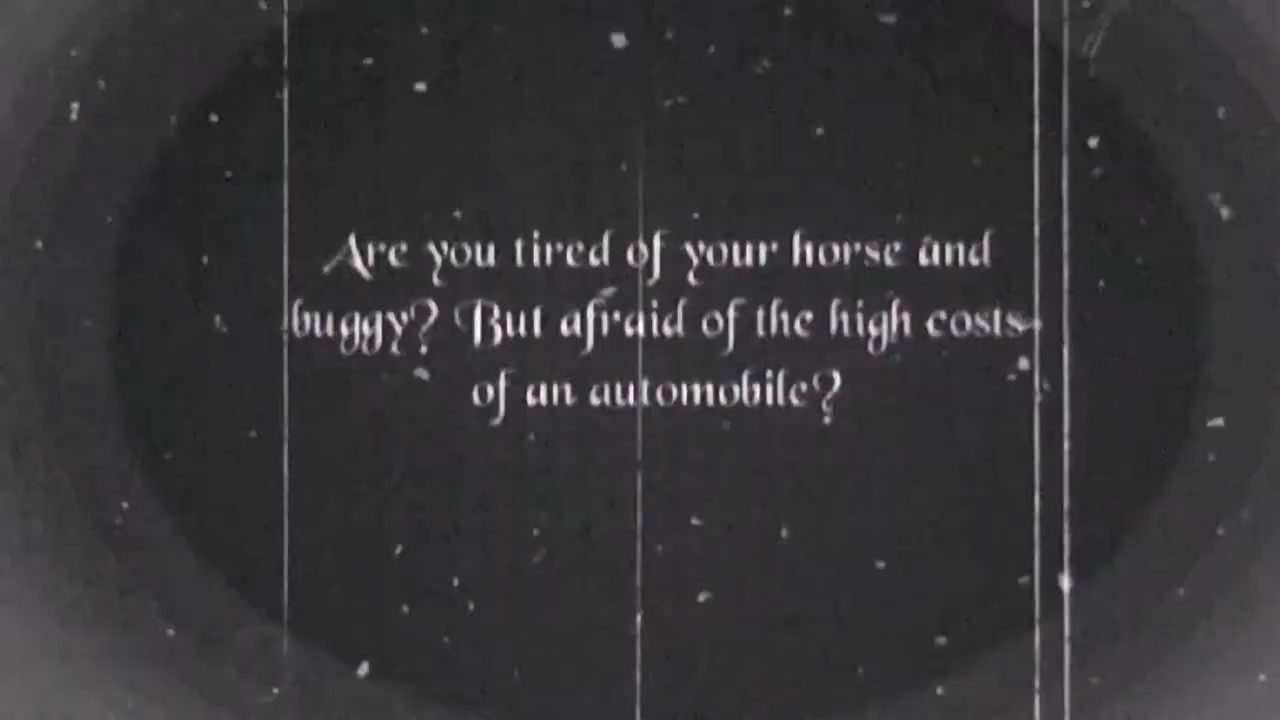 Are you tired of your horse and
buggy? But afraid of the high costs
of an automobile?